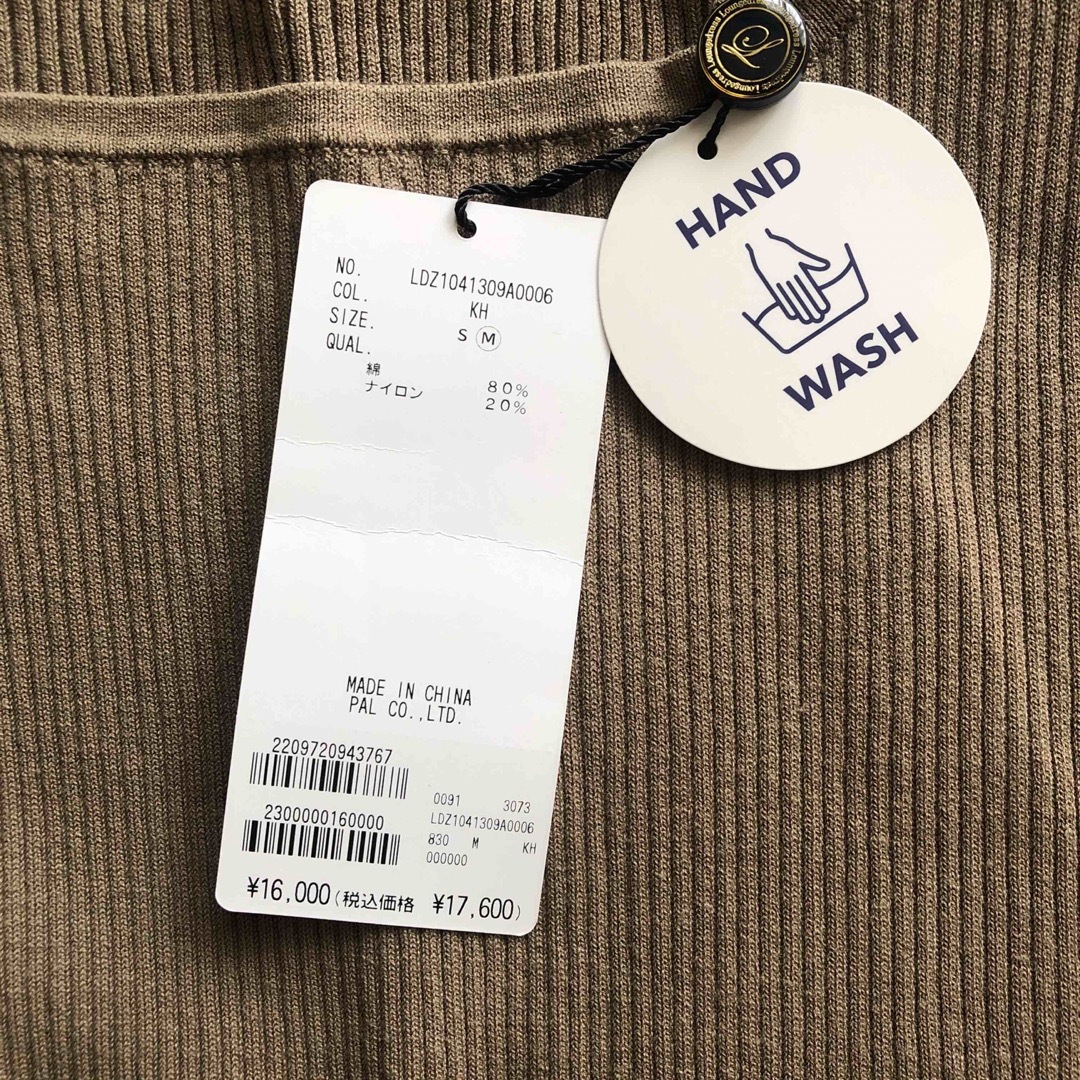 Loungedress
HAND
WASH
NO. LDZ1041309A0006
COL. KH
SIZE. S M
QUAL.
綿 80%
ナイロン 20%
MADE IN CHINA
PAL CO.,LTD.
2209720943767
2300000160000
0091 3073
LDZ1041309A0006
830 M KH
000000
¥16,000(税込価格 ¥17,600)